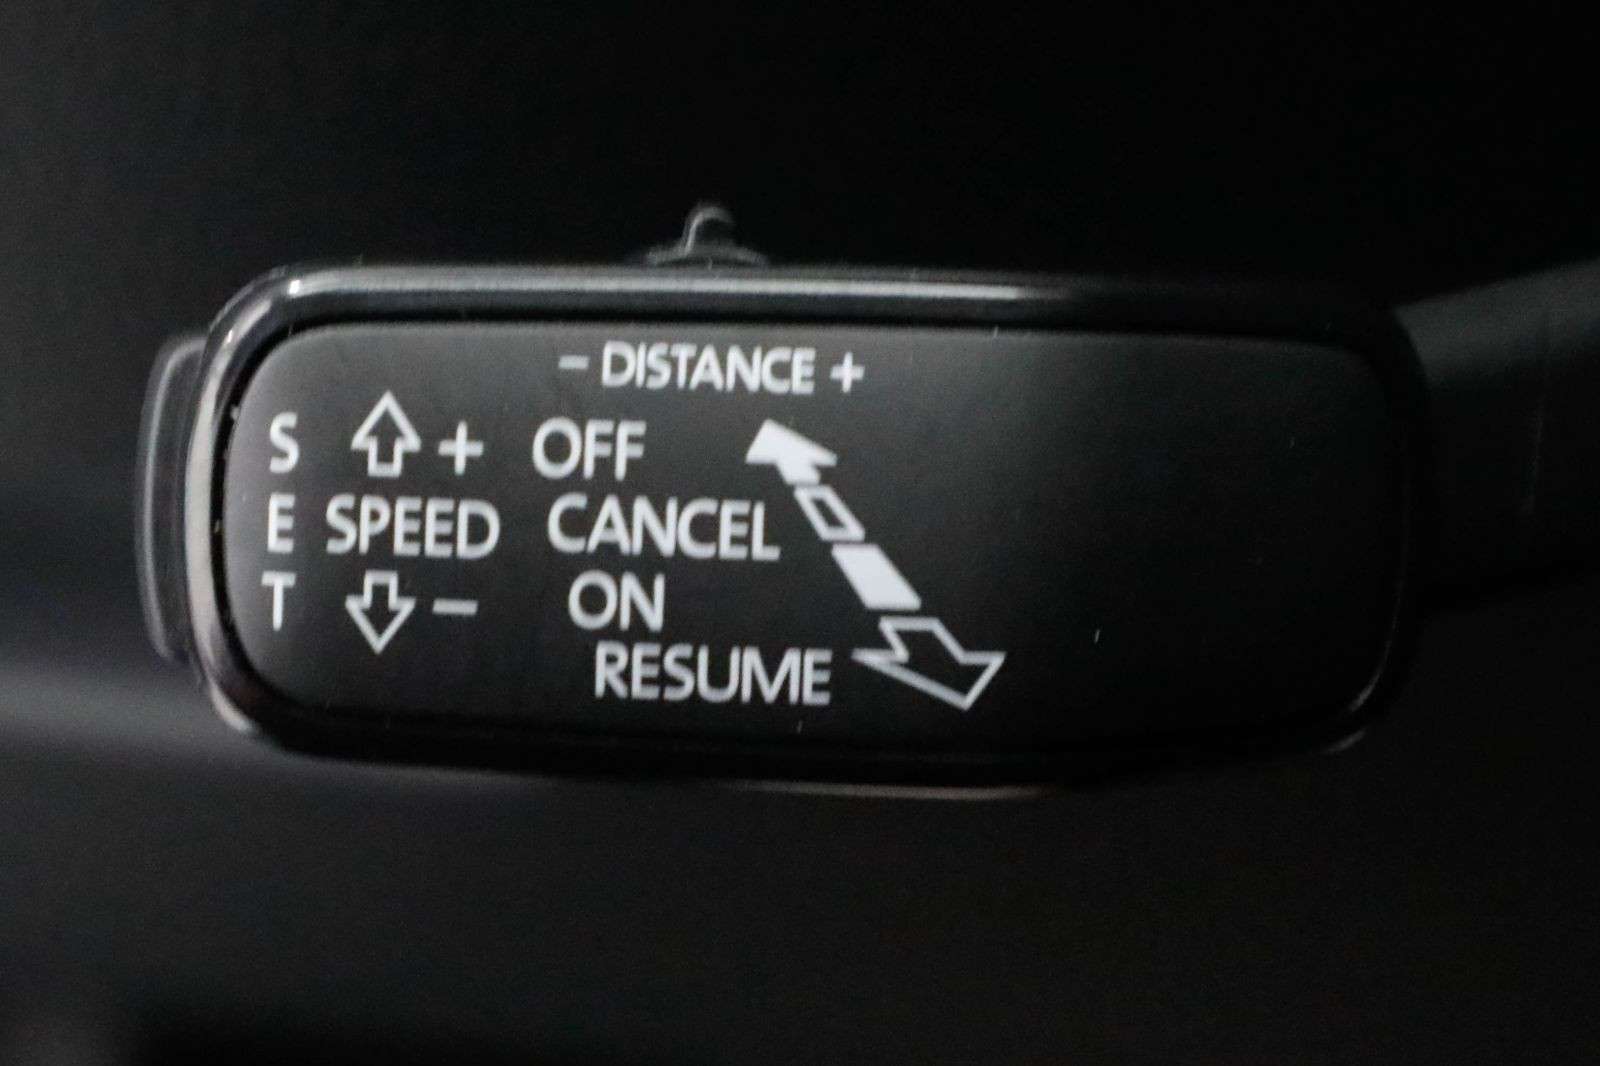 - DISTANCE +
S + OFF
E SPEED CANCEL
T - ON
RESUME